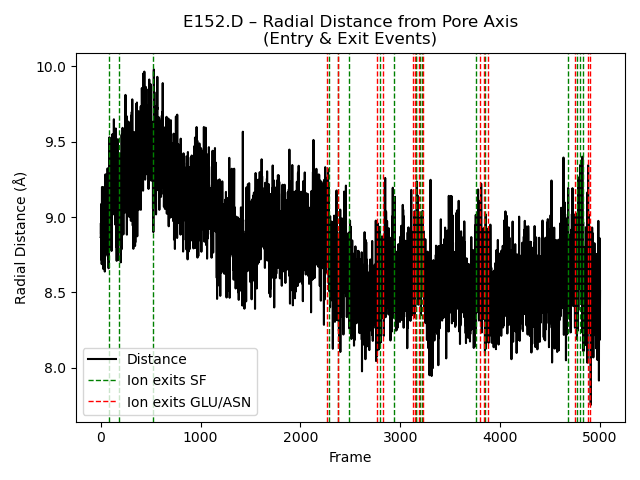 E152.D – Radial Distance from Pore Axis
(Entry & Exit Events)
Radial Distance (Å)
10.0
9.5
9.0
8.5
8.0
Distance
Ion exits SF
Ion exits GLU/ASN
0 1000 2000 3000 4000 5000
Frame